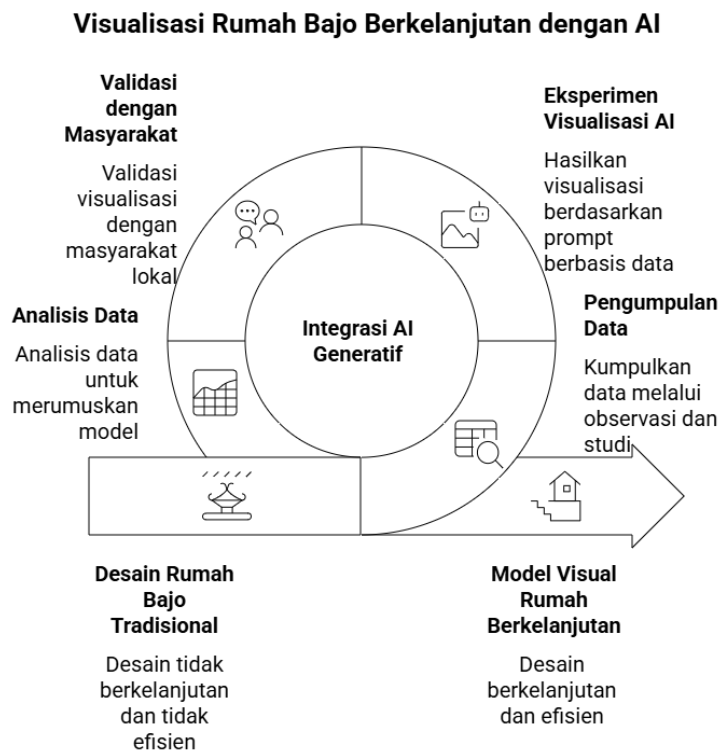 Visualisasi Rumah Bajo Berkelanjutan dengan AI
Validasi
dengan
Masyarakat
Validasi
visualisasi
dengan
masyarakat
lokal
Eksperimen
Visualisasi AI
Hasilkan
visualisasi
berdasarkan
prompt
berbasis data
Analisis Data
Analisis data
untuk
merumuskan
model
Integrasi AI
Generatif
Pengumpulan
Data
Kumpulkan
data melalui
observasi dan
studi
Desain Rumah
Bajo
Tradisional
Desain tidak
berkelanjutan
dan tidak
efisien
Model Visual
Rumah
Berkelanjutan
Desain
berkelanjutan
dan efisien